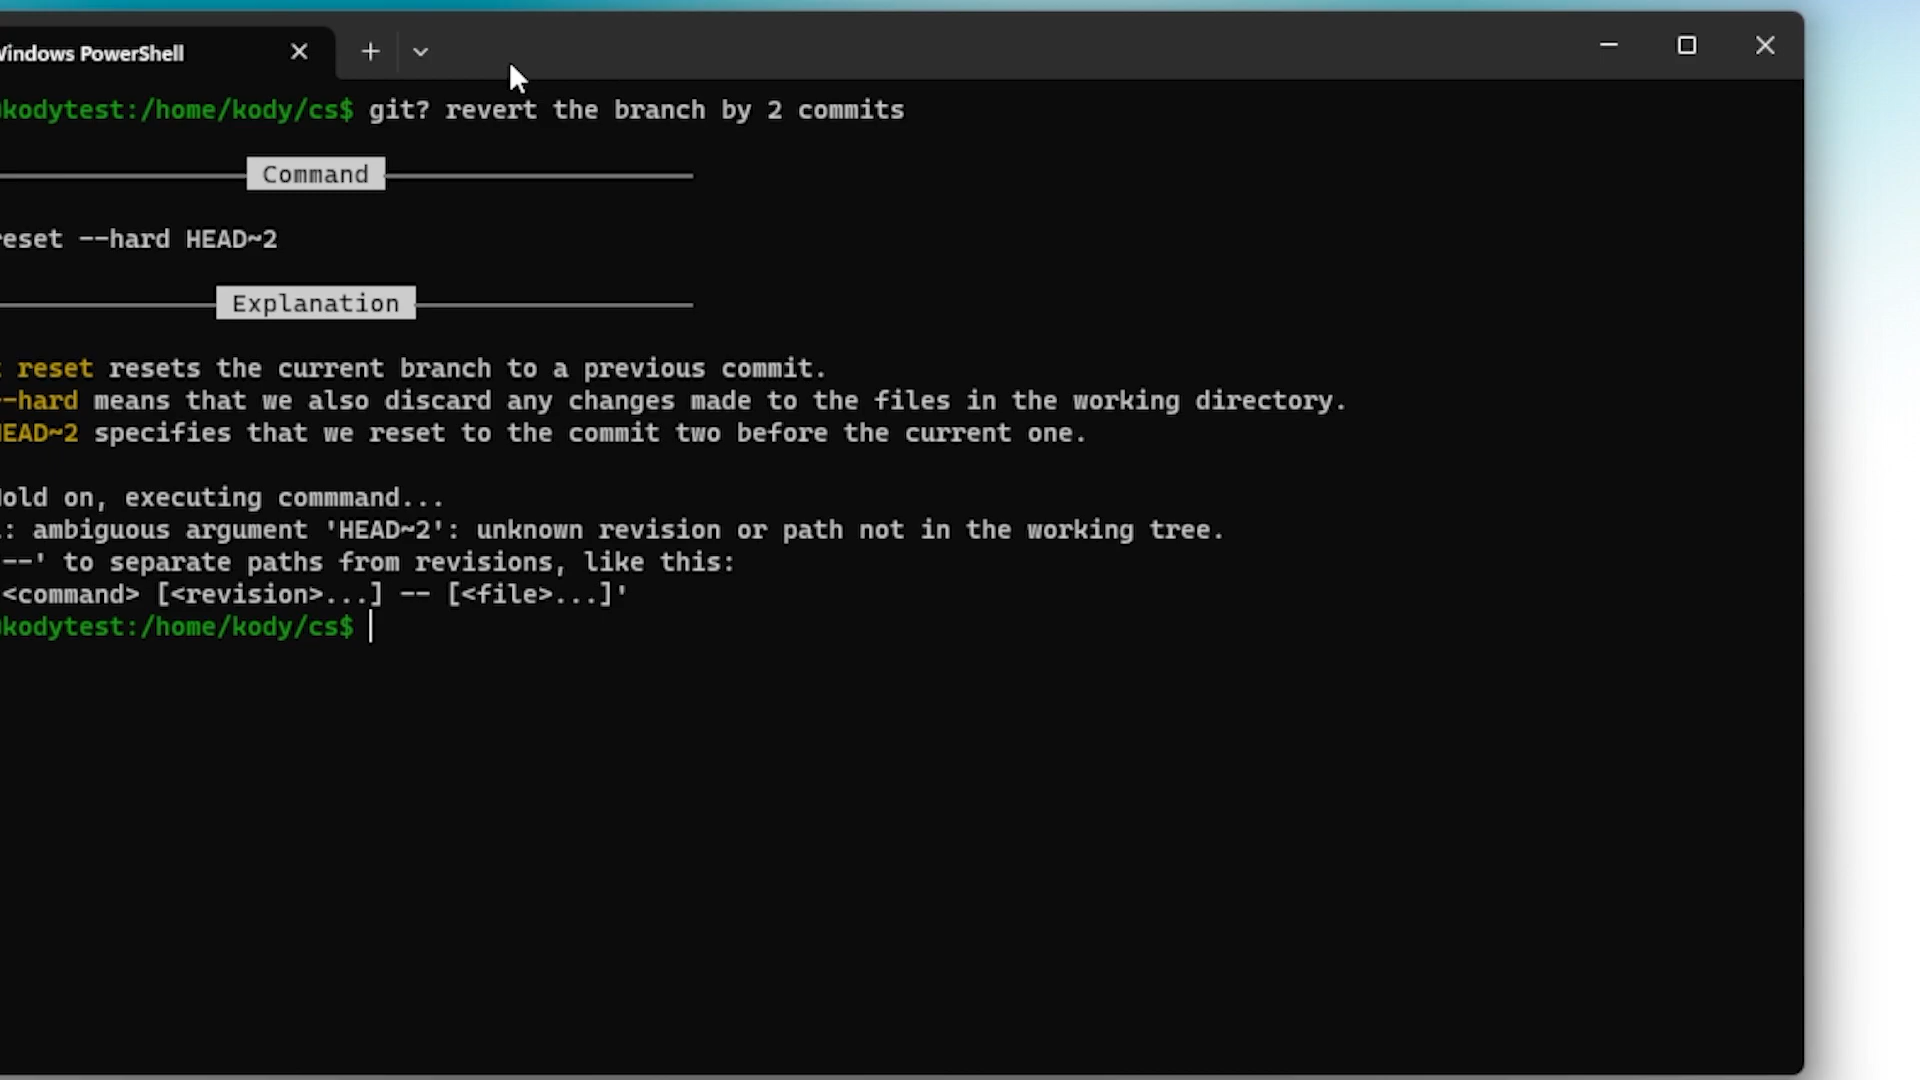 Windows PowerShell
kodytest:/home/kody/cs$ git? revert the branch by 2 commits
Command
reset --hard HEAD~2
Explanation
reset resets the current branch to a previous commit.
--hard means that we also discard any changes made to the files in the working directory.
HEAD~2 specifies that we reset to the commit two before the current one.
Hold on, executing commmand...
: ambiguous argument 'HEAD~2': unknown revision or path not in the working tree.
--' to separate paths from revisions, like this:
<command> [<revision>...] -- [<file>...]'
kodytest:/home/kody/cs$